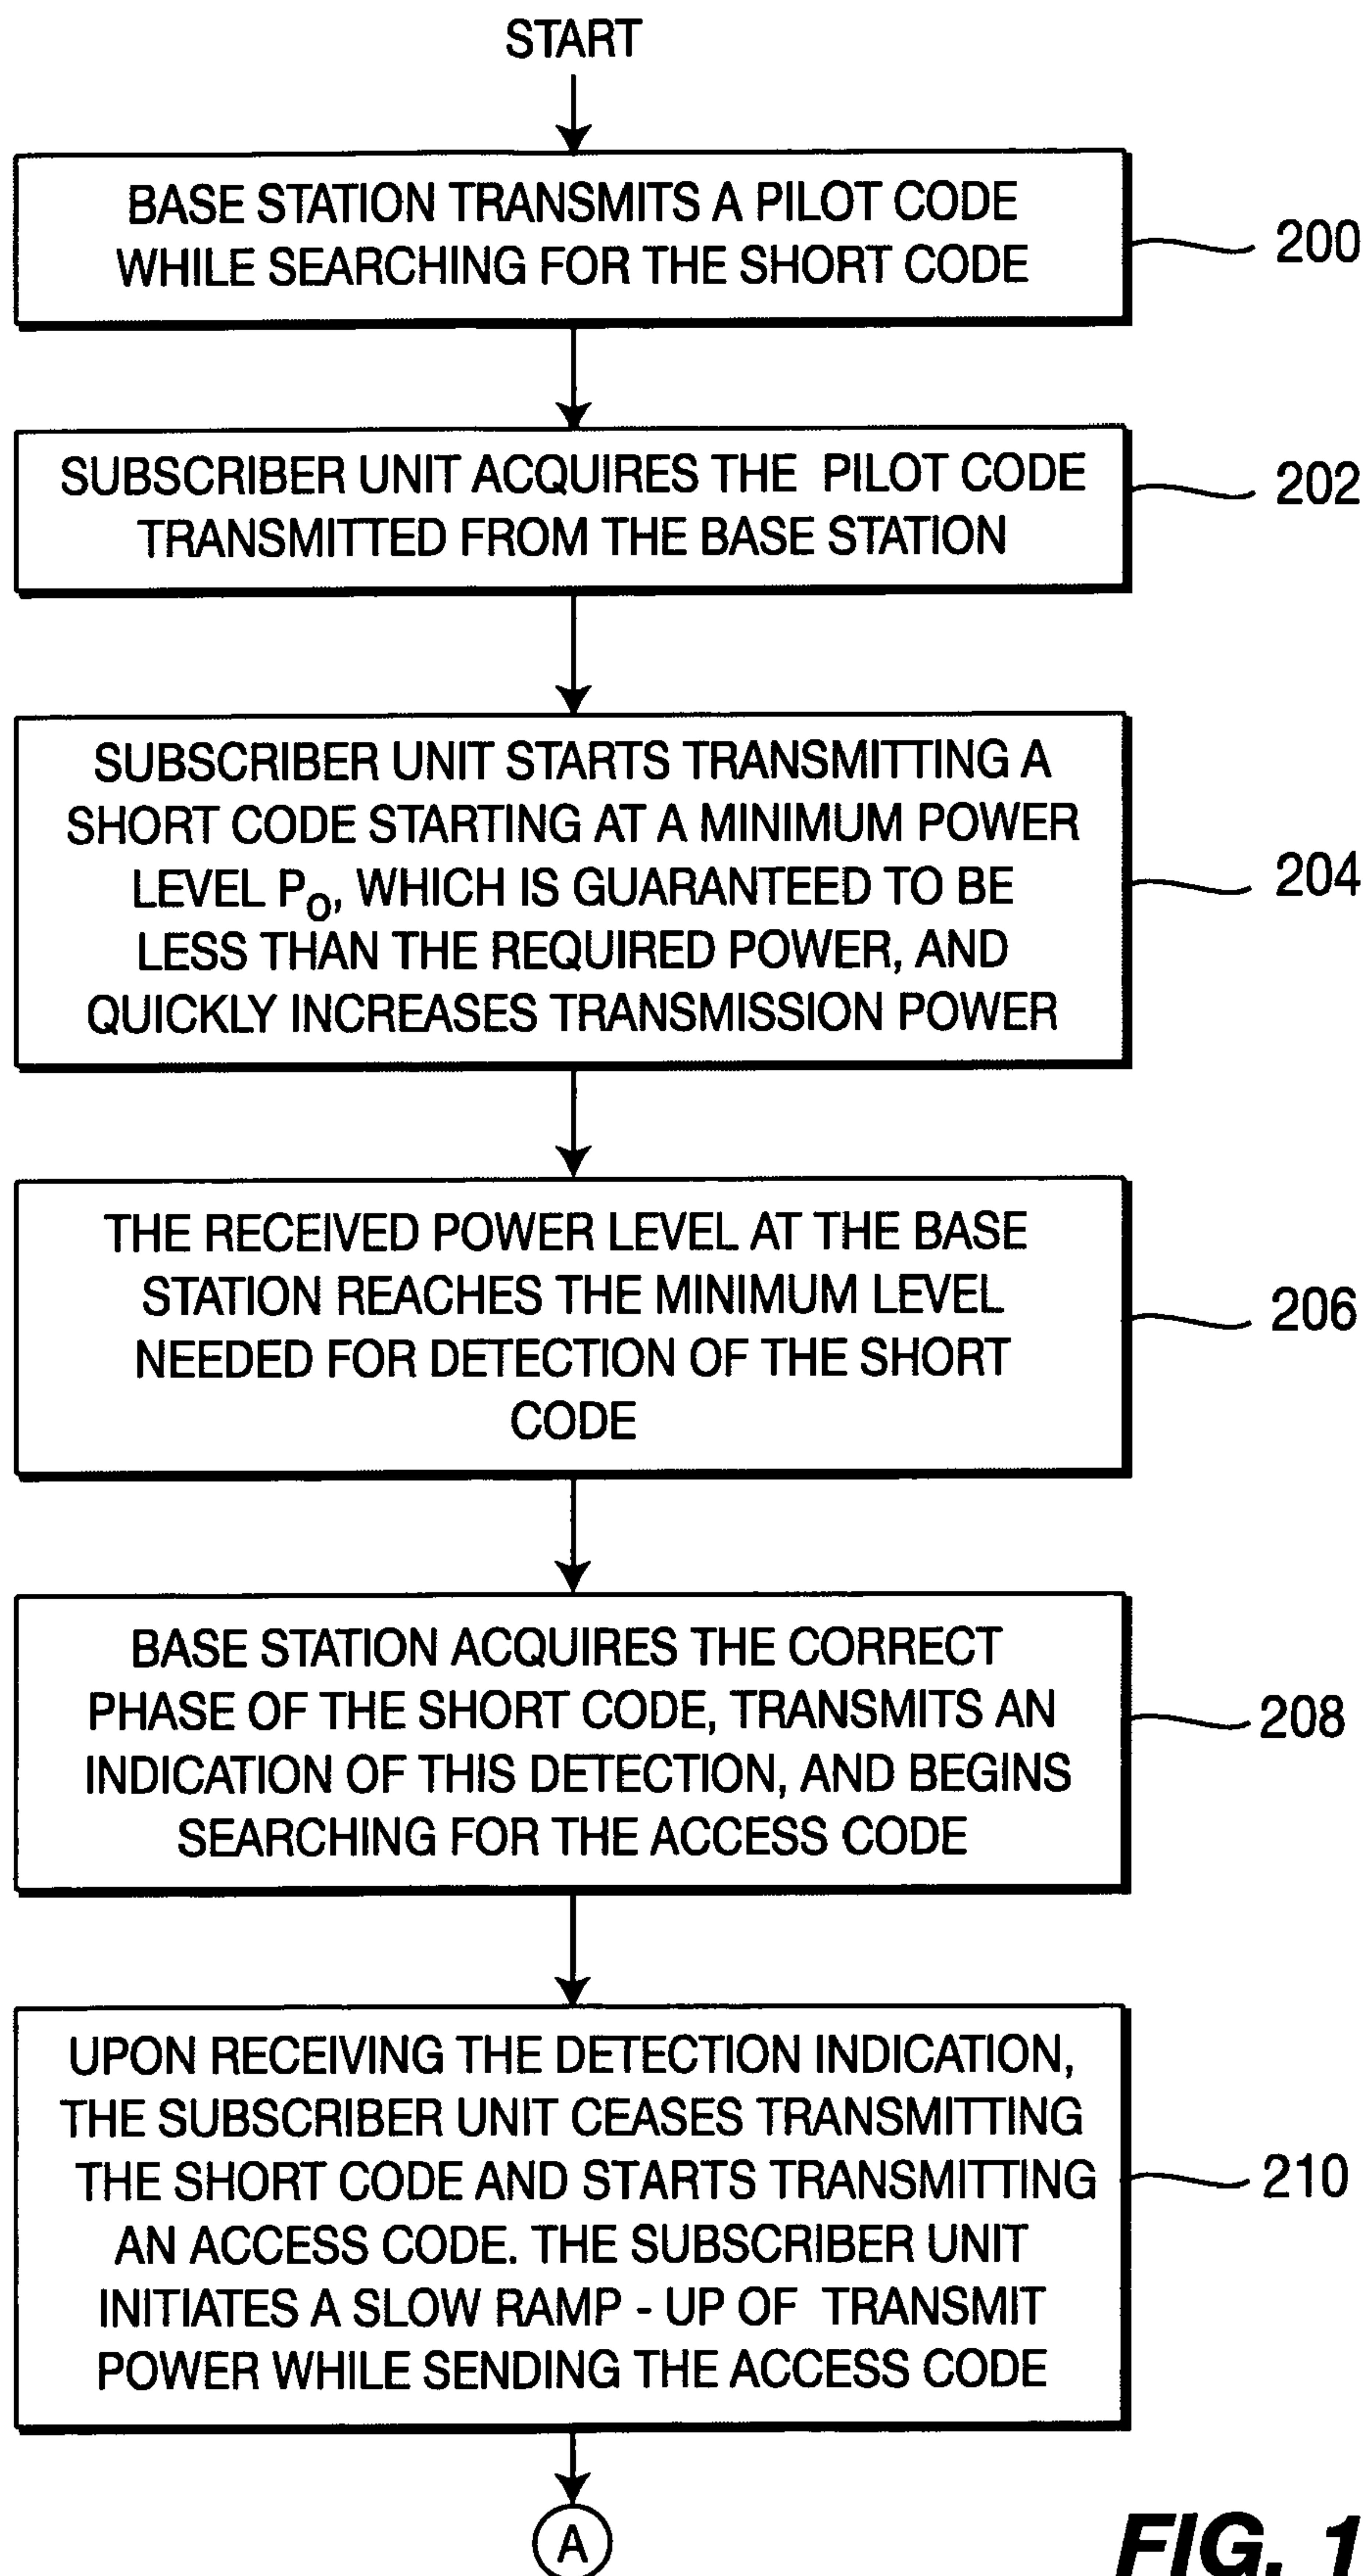 START
BASE STATION TRANSMITS A PILOT CODE
WHILE SEARCHING FOR THE SHORT CODE
200
SUBSCRIBER UNIT ACQUIRES THE PILOT CODE
TRANSMITTED FROM THE BASE STATION
202
SUBSCRIBER UNIT STARTS TRANSMITTING A
SHORT CODE STARTING AT A MINIMUM POWER
LEVEL PO, WHICH IS GUARANTEED TO BE
LESS THAN THE REQUIRED POWER, AND
QUICKLY INCREASES TRANSMISSION POWER
204
THE RECEIVED POWER LEVEL AT THE BASE
STATION REACHES THE MINIMUM LEVEL
NEEDED FOR DETECTION OF THE SHORT
CODE
206
BASE STATION ACQUIRES THE CORRECT
PHASE OF THE SHORT CODE, TRANSMITS AN
INDICATION OF THIS DETECTION, AND BEGINS
SEARCHING FOR THE ACCESS CODE
208
UPON RECEIVING THE DETECTION INDICATION,
THE SUBSCRIBER UNIT CEASES TRANSMITTING
THE SHORT CODE AND STARTS TRANSMITTING
AN ACCESS CODE. THE SUBSCRIBER UNIT
INITIATES A SLOW RAMP - UP OF TRANSMIT
POWER WHILE SENDING THE ACCESS CODE
210
A
FIG. 1